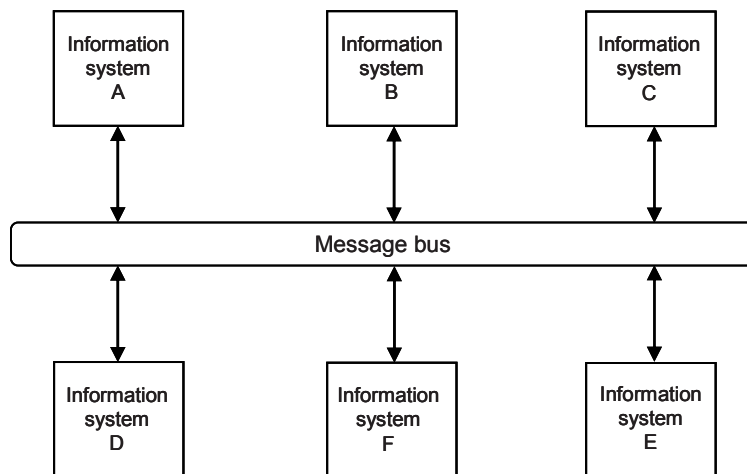 Information
system
A
Information
system
B
Information
system
C
Message bus
Information
system
D
Information
system
F
Information
system
E